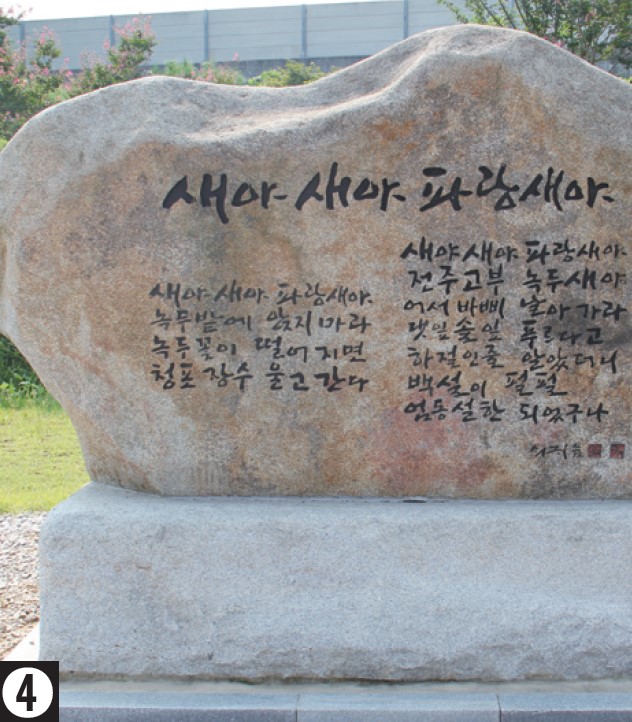 새야 새야 파랑새야
새야 새야 파랑새야
녹두밭에 앉지 마라
녹두꽃이 떨어 지면
청포 장수 울고 간다
새야 새야 파랑새야
전주고부 녹두새야
어서 바삐 날아 가라
댓잎 솔잎 푸르다고
하절인줄 알았더니
백설이 펄펄
엄동설한 되었구나
4